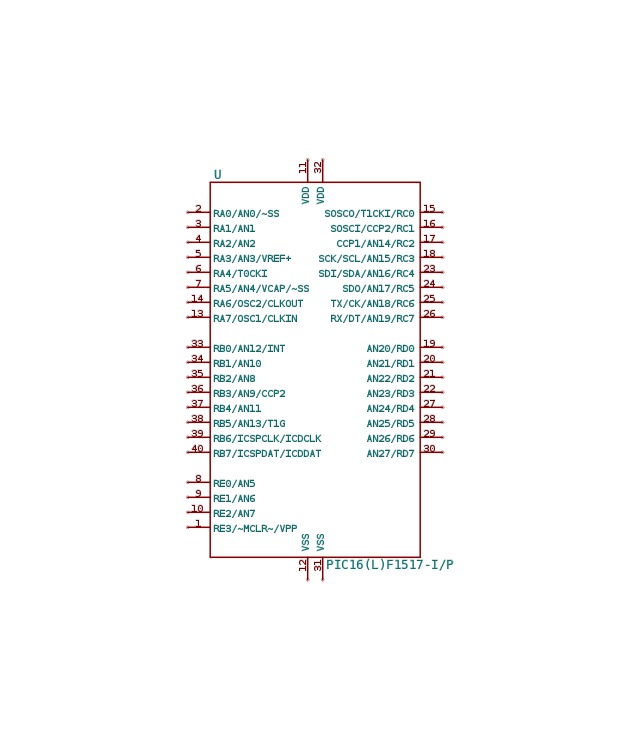 U
11 32
VDD VDD
2 RA0/AN0/~SS SOSCO/T1CKI/RC0 15
3 RA1/AN1 SOSCI/CCP2/RC1 16
4 RA2/AN2 CCP1/AN14/RC2 17
5 RA3/AN3/VREF+ SCK/SCL/AN15/RC3 18
6 RA4/T0CKI SDI/SDA/AN16/RC4 23
7 RA5/AN4/VCAP/~SS SDO/AN17/RC5 24
14 RA6/OSC2/CLKOUT TX/CK/AN18/RC6 25
13 RA7/OSC1/CLKIN RX/DT/AN19/RC7 26
33 RB0/AN12/INT AN20/RD0 19
34 RB1/AN10 AN21/RD1 20
35 RB2/AN8 AN22/RD2 21
36 RB3/AN9/CCP2 AN23/RD3 22
37 RB4/AN11 AN24/RD4 27
38 RB5/AN13/T1G AN25/RD5 28
39 RB6/ICSPCLK/ICDCLK AN26/RD6 29
40 RB7/ICSPDAT/ICDDAT AN27/RD7 30
8 RE0/AN5
9 RE1/AN6
10 RE2/AN7
1 RE3/~MCLR~/VPP
VSS VSS
12 31
PIC16(L)F1517-I/P